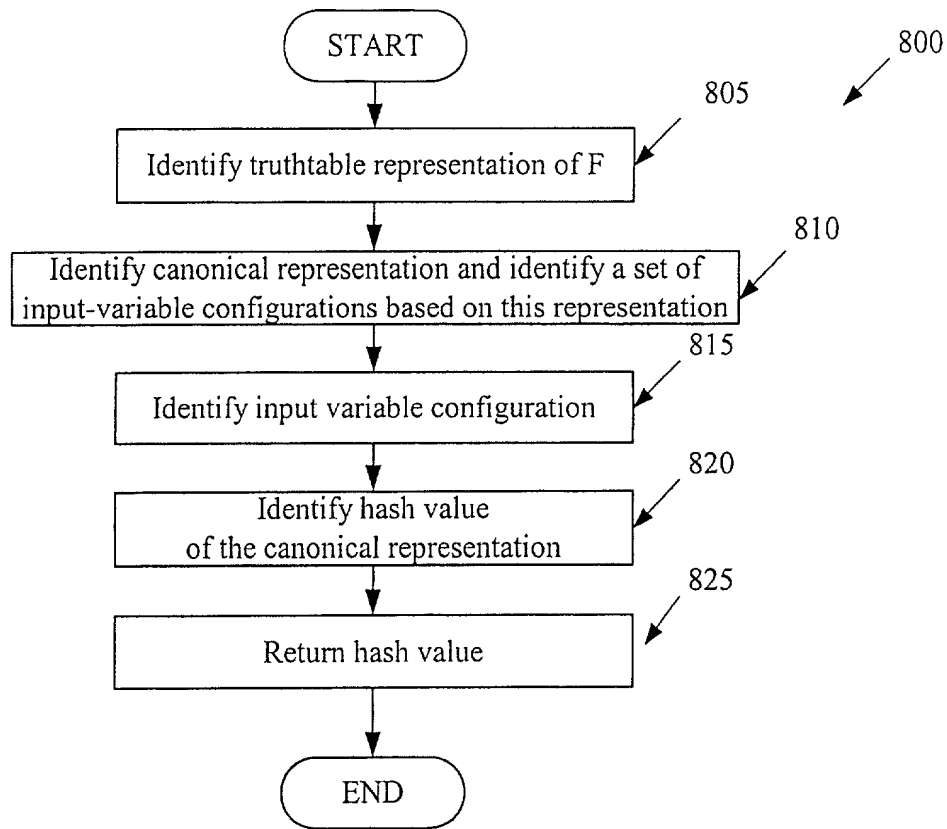 START
800
805
Identify truthtable representation of F
810
Identify canonical representation and identify a set of
input-variable configurations based on this representation
815
Identify input variable configuration
820
Identify hash value
of the canonical representation
825
Return hash value
END